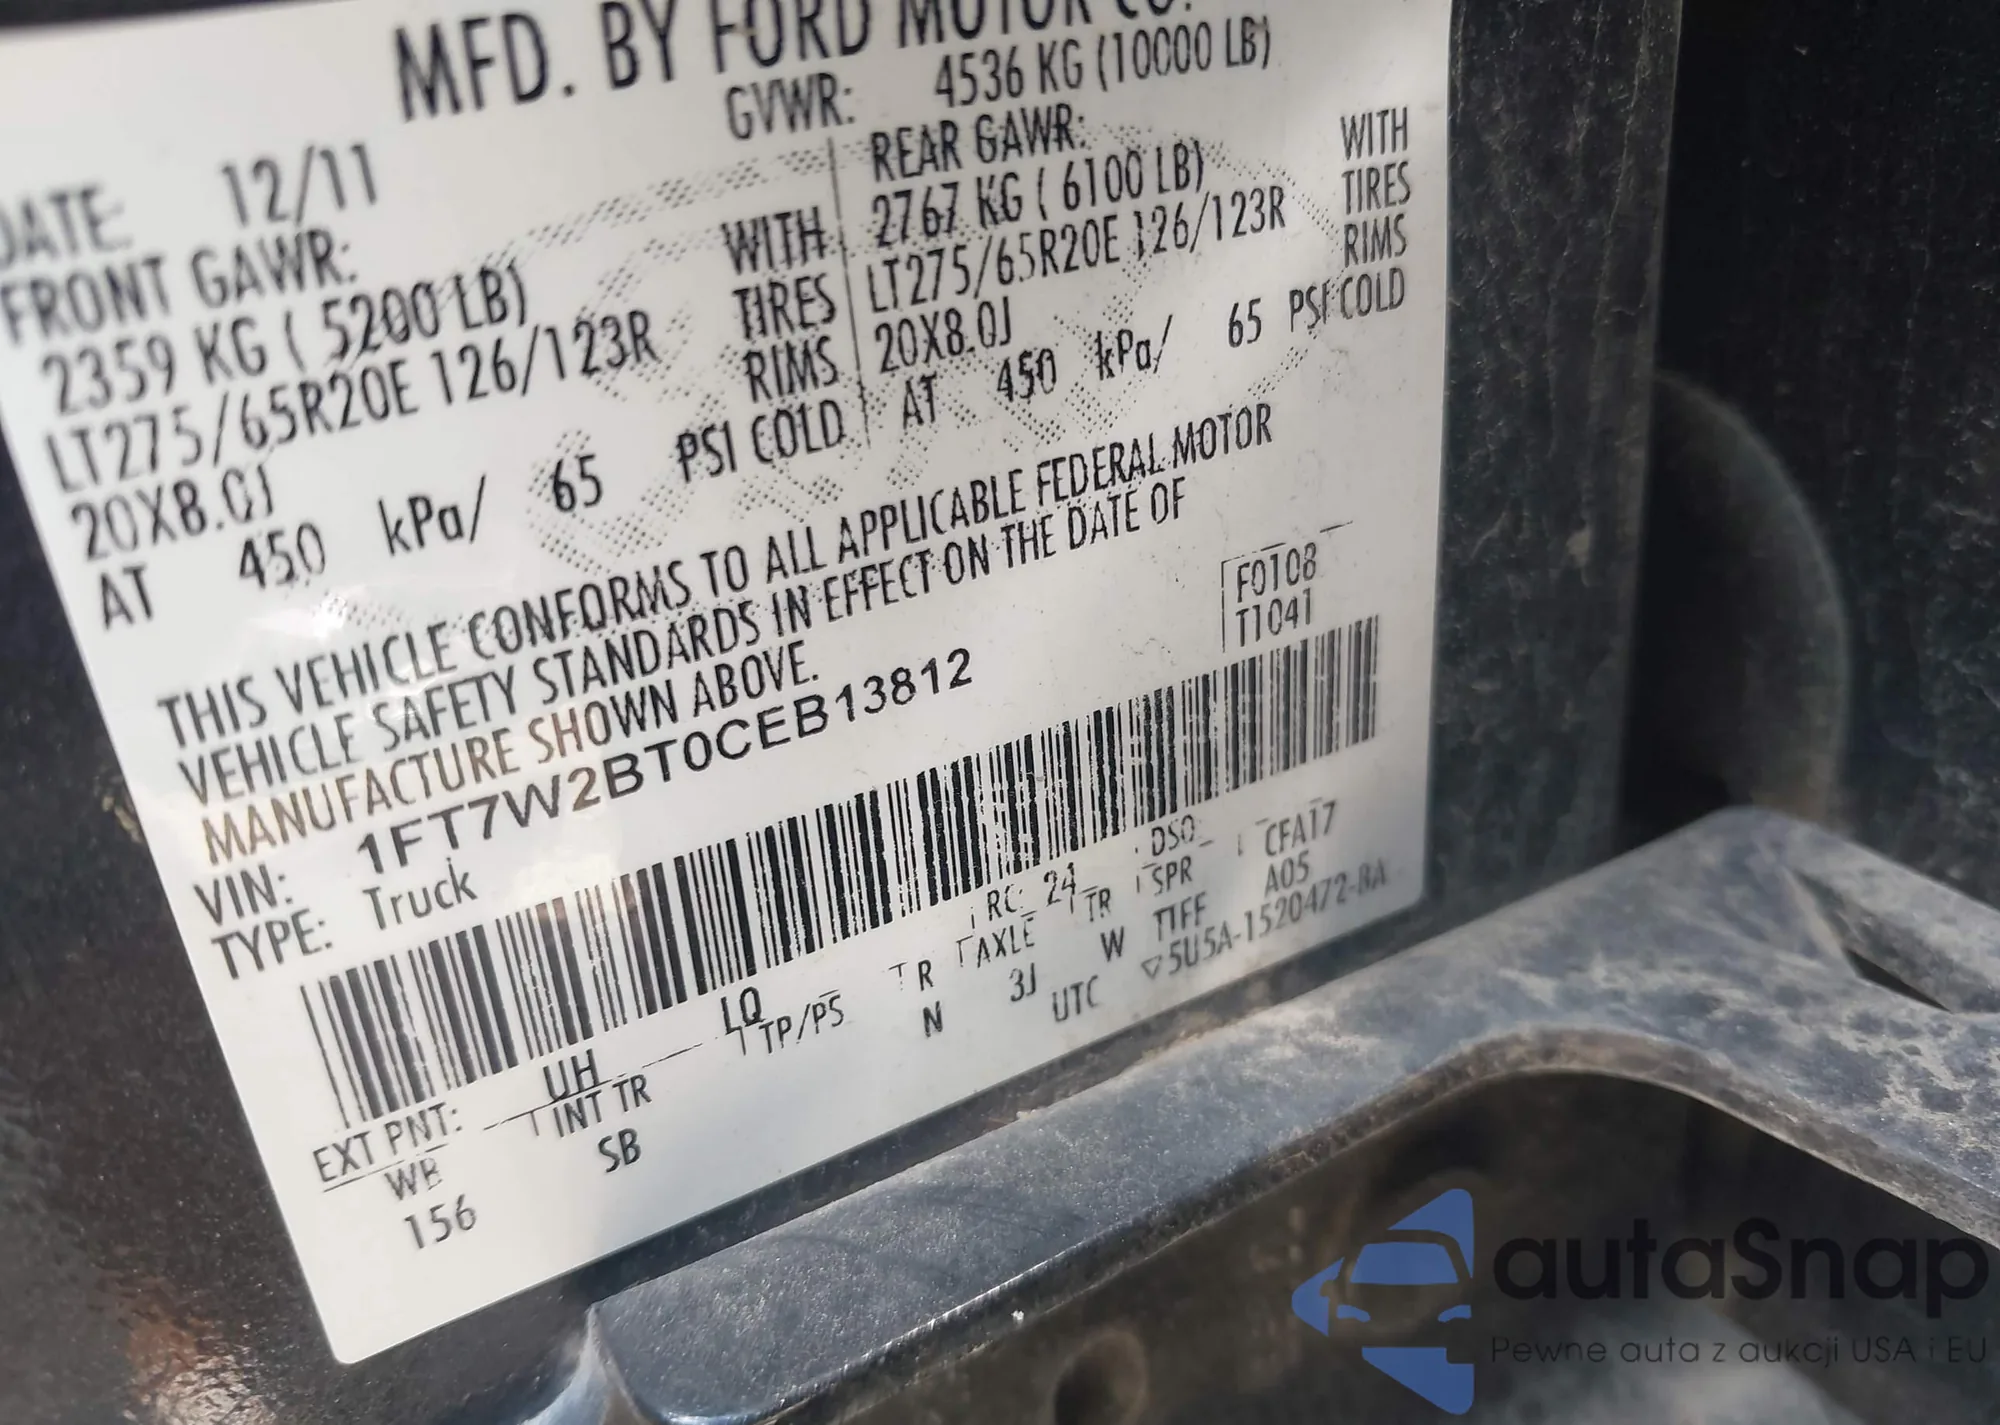 MFD. BY FORD MOTOR CO.
GVWR: 4536 KG (10000 LB)
DATE: 12/11
FRONT GAWR:
2359 KG ( 5200 LB) WITH
LT275/65R20E 126/123R TIRES
20X8.0J RIMS
AT 450 kPa/ 65 PSI COLD
REAR GAWR: WITH
2767 KG ( 6100 LB) TIRES
LT275/65R20E 126/123R RIMS
20X8.0J
AT 450 kPa/ 65 PSI COLD
THIS VEHICLE CONFORMS TO ALL APPLICABLE FEDERAL MOTOR
VEHICLE SAFETY STANDARDS IN EFFECT ON THE DATE OF
MANUFACTURE SHOWN ABOVE.
F0108
T1041
VIN: 1FT7W2BT0CEB13812
TYPE: Truck
EXT PNT: UH LQ RC: 24 DSO: CFA17
WB INT TR TP/PS R AXLE TR SPR A05
156 SB N 3J W TIFF
UTC ▽5U5A-1520472-BA
autaSnap
Pewne auta z aukcji USA i EU